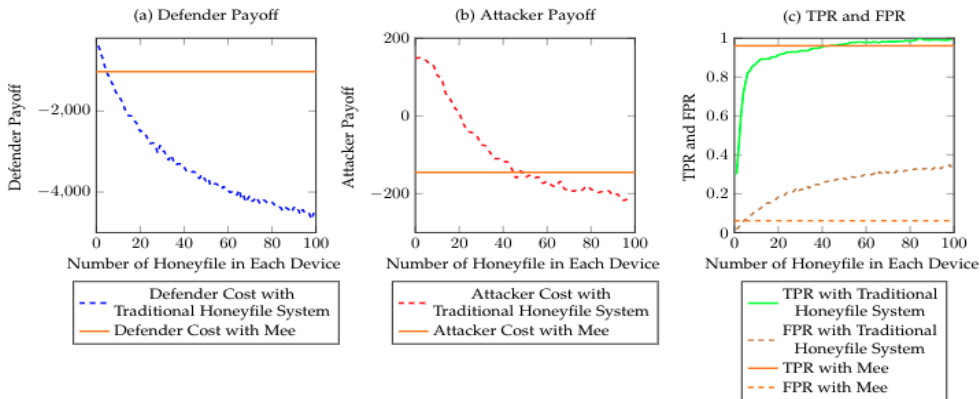 (a) Defender Payoff
Defender Payoff
−2,000
−4,000
0 20 40 60 80 100
Number of Honeyfile in Each Device
Defender Cost with
Traditional Honeyfile System
Defender Cost with Mee
(b) Attacker Payoff
Attacker Payoff
200
0
−200
0 20 40 60 80 100
Number of Honeyfile in Each Device
Attacker Cost with
Traditional Honeyfile System
Attacker Cost with Mee
(c) TPR and FPR
TPR and FPR
1
0.8
0.6
0.4
0.2
0
0 20 40 60 80 100
Number of Honeyfile in Each Device
TPR with Traditional
Honeyfile System
FPR with Traditional
Honeyfile System
TPR with Mee
FPR with Mee